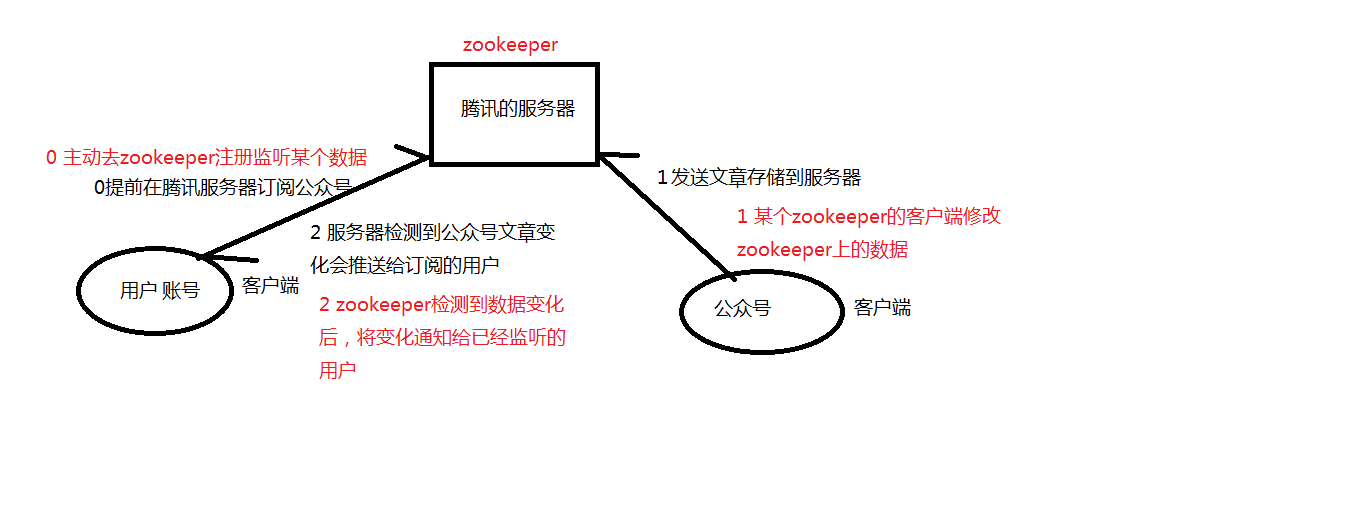 zookeeper
腾讯的服务器
0 主动去zookeeper注册监听某个数据
0提前在腾讯服务器订阅公众号
1发送文章存储到服务器
1 某个zookeeper的客户端修改
zookeeper上的数据
2 服务器检测到公众号文章变
化会推送给订阅的用户
用户 账号
客户端
2 zookeeper检测到数据变化
后，将变化通知给已经监听的
用户
公众号
客户端